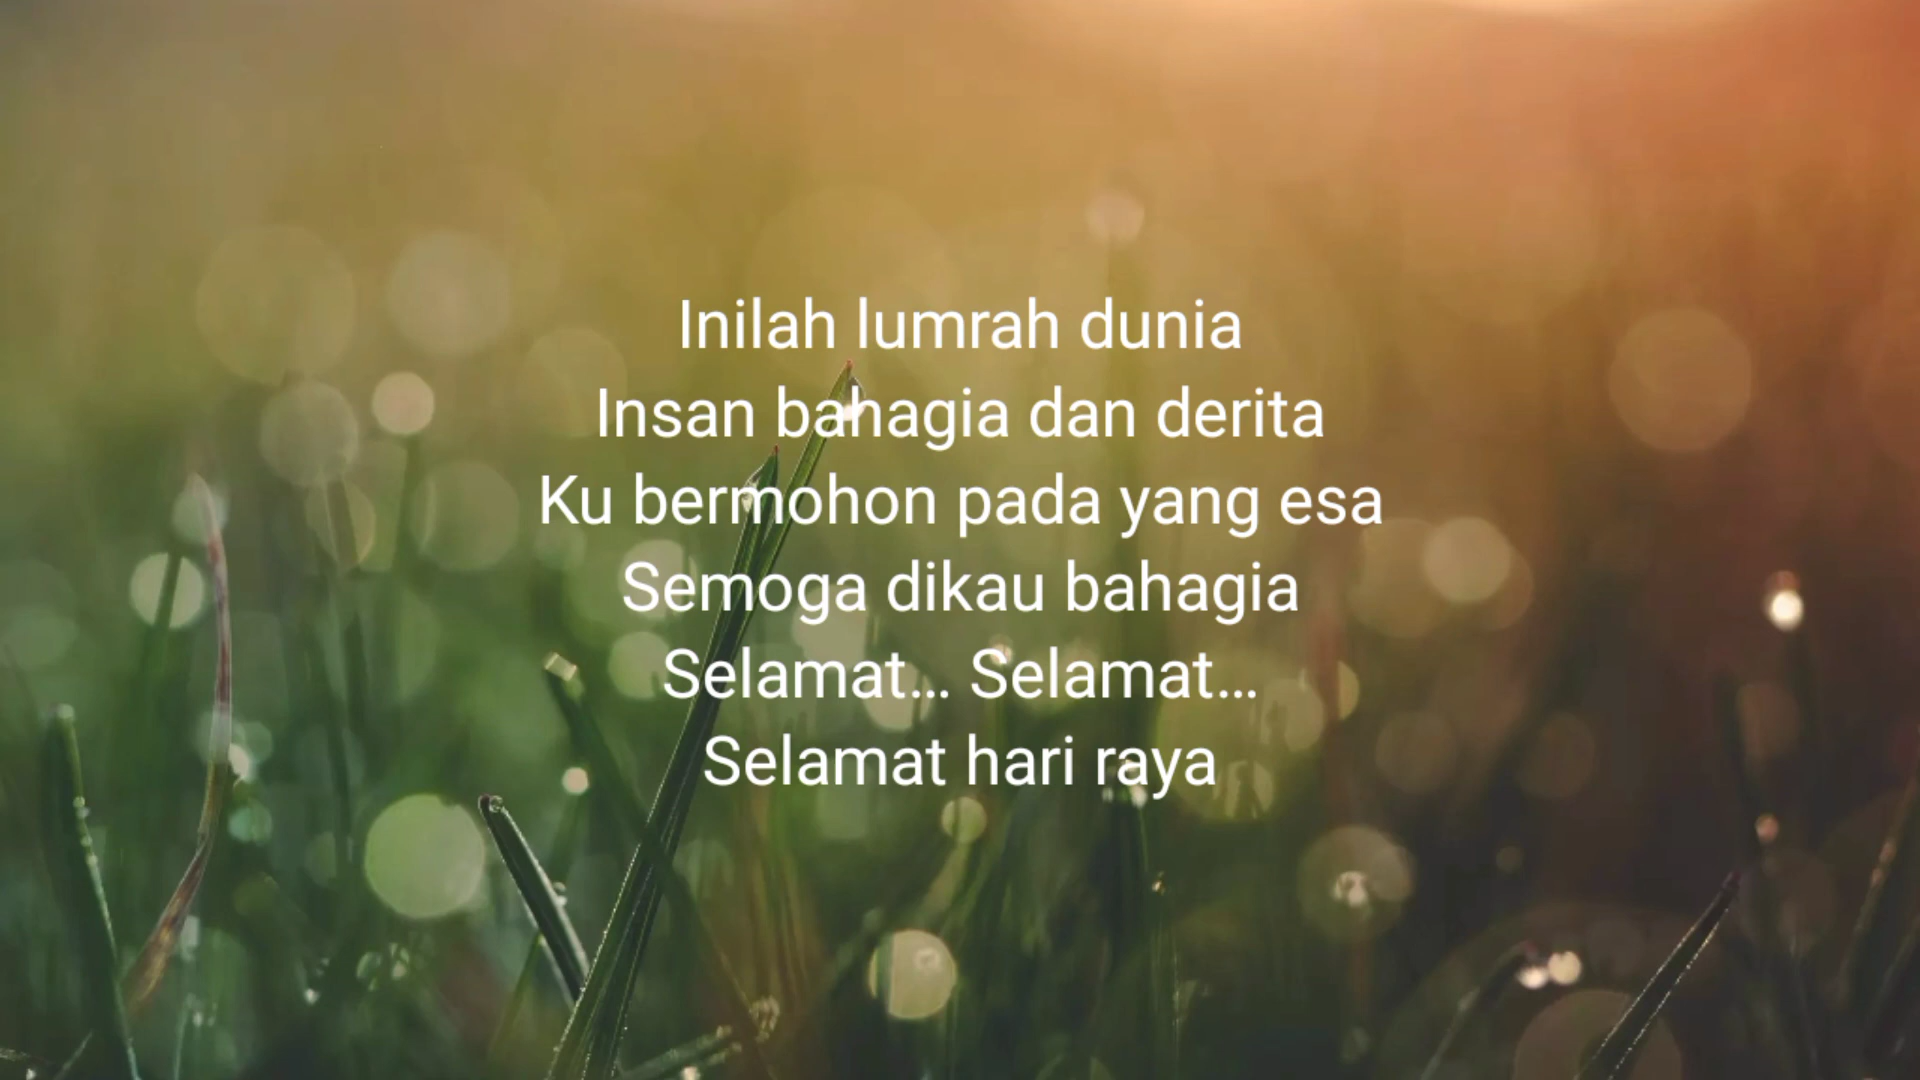 Inilah lumrah dunia
Insan bahagia dan derita
Ku bermohon pada yang esa
Semoga dikau bahagia
Selamat... Selamat...
Selamat hari raya